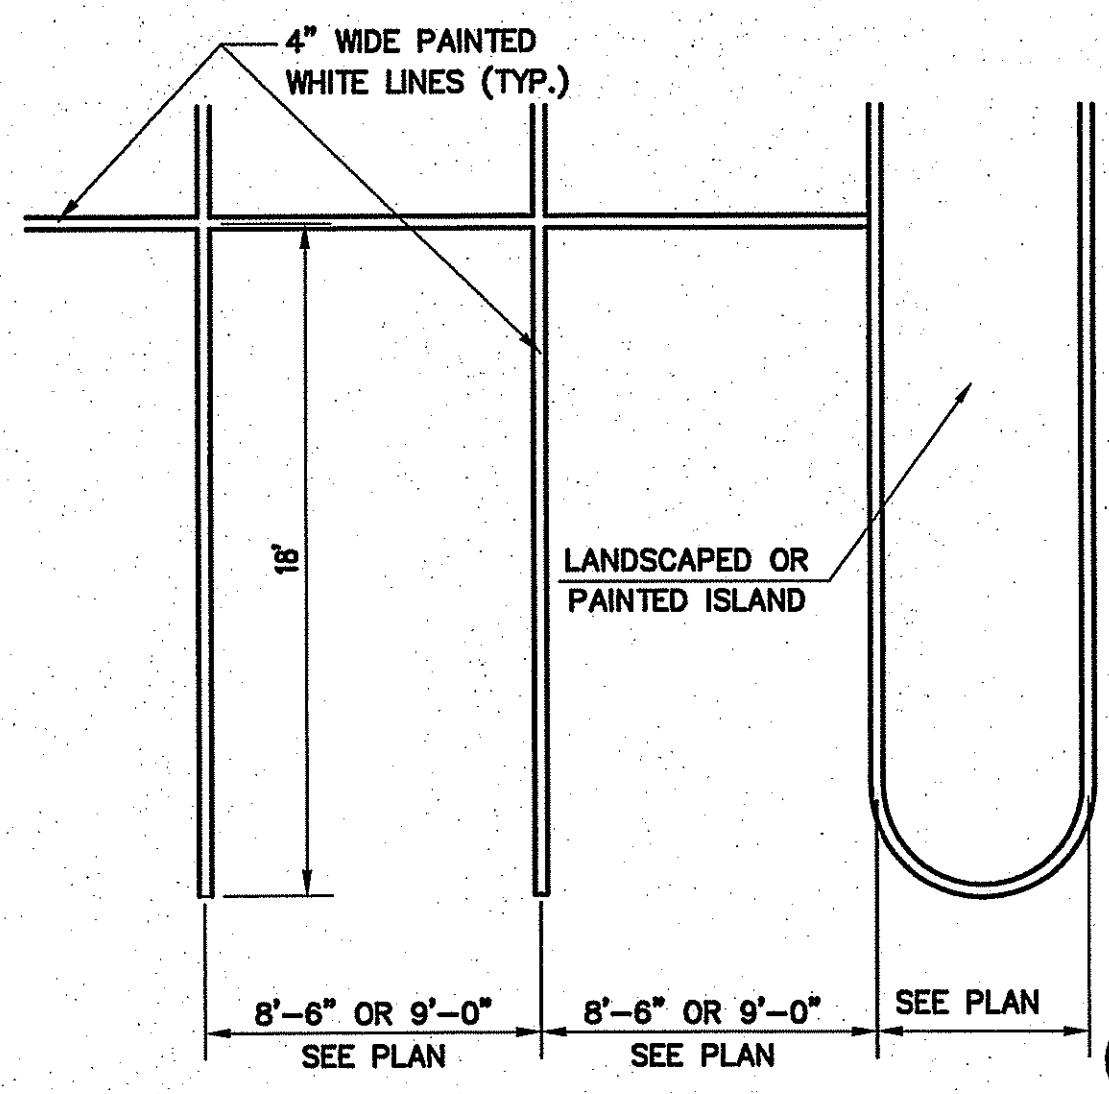 4" WIDE PAINTED
WHITE LINES (TYP.)
18'
LANDSCAPED OR
PAINTED ISLAND
8'-6" OR 9'-0"
SEE PLAN
8'-6" OR 9'-0"
SEE PLAN
SEE PLAN